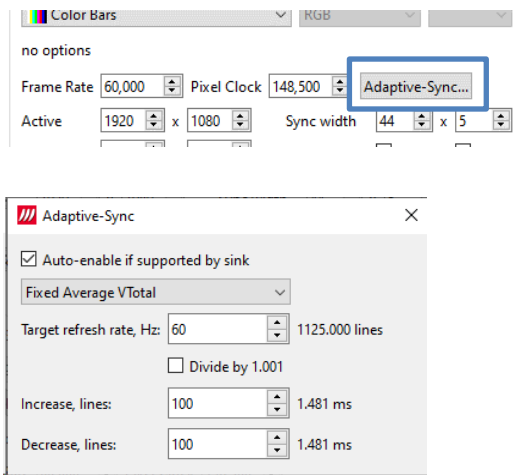 Color Bars RGB
no options
Frame Rate 60,000 Pixel Clock 148,500 Adaptive-Sync...
Active 1920 x 1080 Sync width 44 x 5
Adaptive-Sync
Auto-enable if supported by sink
Fixed Average VTotal
Target refresh rate, Hz: 60 1125.000 lines
Divide by 1.001
Increase, lines: 100 1.481 ms
Decrease, lines: 100 1.481 ms